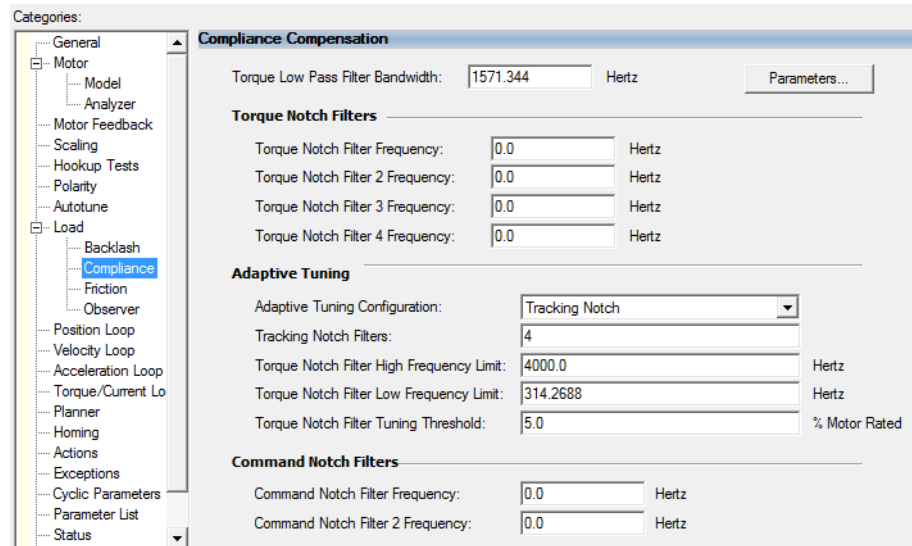 Categories:
General
Motor
Model
Analyzer
Motor Feedback
Scaling
Hookup Tests
Polarity
Autotune
Load
Backlash
Compliance
Friction
Observer
Position Loop
Velocity Loop
Acceleration Loop
Torque/Current Lo
Planner
Homing
Actions
Exceptions
Cyclic Parameters
Parameter List
Status
Compliance Compensation
Torque Low Pass Filter Bandwidth: 1571.344 Hertz Parameters...
Torque Notch Filters
Torque Notch Filter Frequency: 0.0 Hertz
Torque Notch Filter 2 Frequency: 0.0 Hertz
Torque Notch Filter 3 Frequency: 0.0 Hertz
Torque Notch Filter 4 Frequency: 0.0 Hertz
Adaptive Tuning
Adaptive Tuning Configuration: Tracking Notch
Tracking Notch Filters: 4
Torque Notch Filter High Frequency Limit: 4000.0 Hertz
Torque Notch Filter Low Frequency Limit: 314.2688 Hertz
Torque Notch Filter Tuning Threshold: 5.0 % Motor Rated
Command Notch Filters
Command Notch Filter Frequency: 0.0 Hertz
Command Notch Filter 2 Frequency: 0.0 Hertz